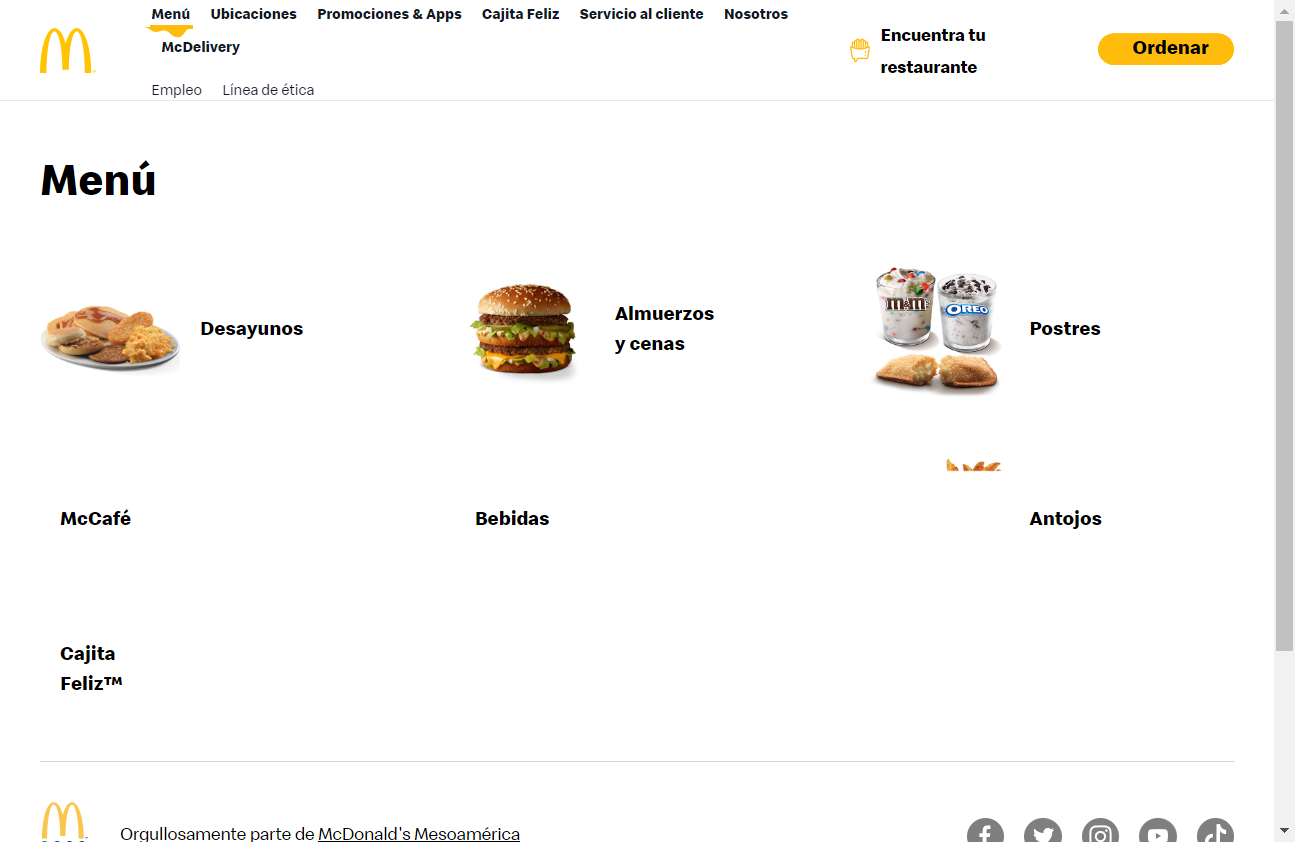 Menú Ubicaciones Promociones & Apps Cajita Feliz Servicio al cliente Nosotros
McDelivery
Empleo Línea de ética
Encuentra tu
restaurante
Ordenar
Menú
Desayunos
Almuerzos
y cenas
m&m's
OREO
Postres
McCafé
Bebidas
Antojos
Cajita
Feliz™
Orgullosamente parte de McDonald's Mesoamérica